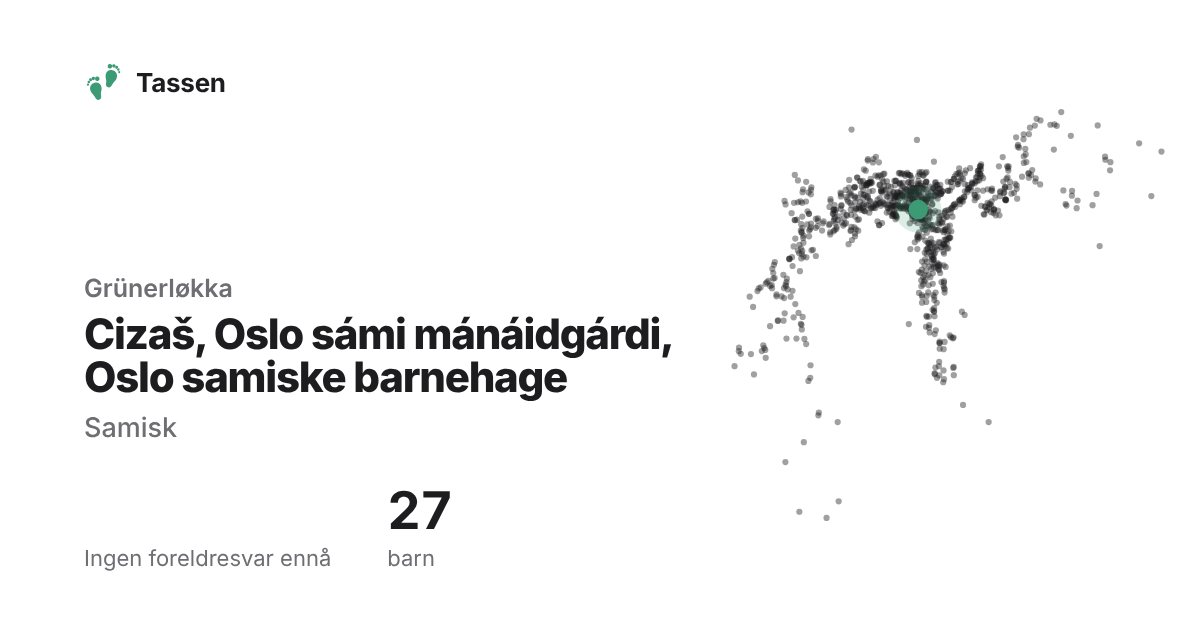 Tassen
Grünerløkka
Cizaš, Oslo sámi mánáidgárdi,
Oslo samiske barnehage
Samisk
27
Ingen foreldresvar ennå
barn